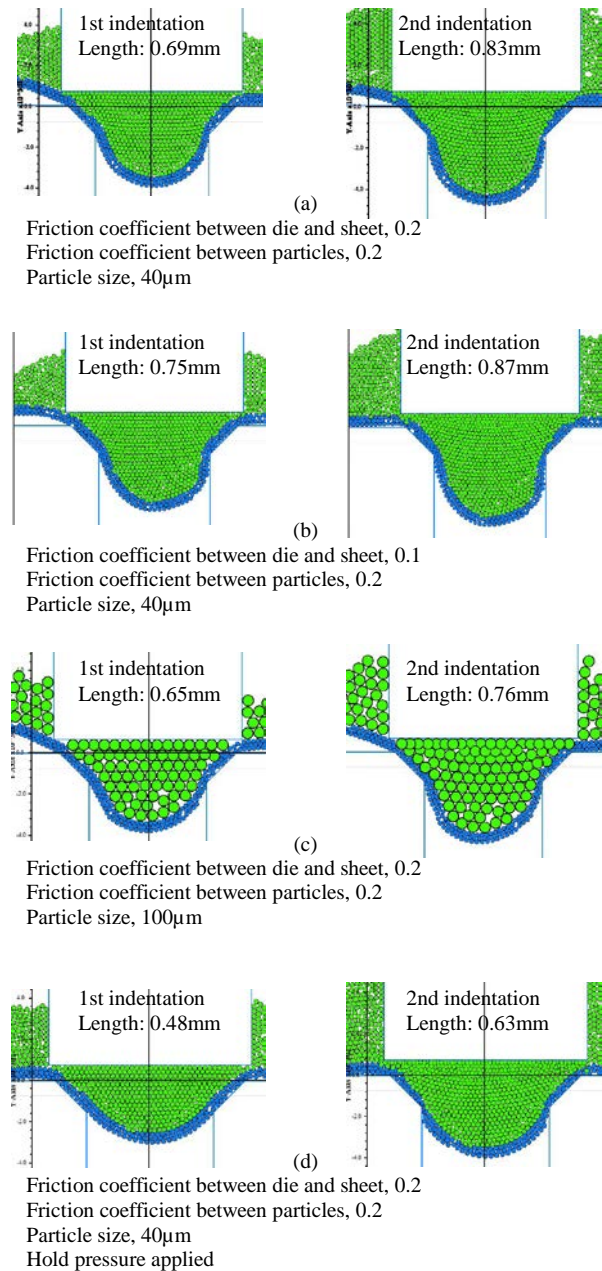 1st indentation
Length: 0.69mm
2nd indentation
Length: 0.83mm
(a)
Friction coefficient between die and sheet, 0.2
Friction coefficient between particles, 0.2
Particle size, 40µm
1st indentation
Length: 0.75mm
2nd indentation
Length: 0.87mm
(b)
Friction coefficient between die and sheet, 0.1
Friction coefficient between particles, 0.2
Particle size, 40µm
1st indentation
Length: 0.65mm
2nd indentation
Length: 0.76mm
(c)
Friction coefficient between die and sheet, 0.2
Friction coefficient between particles, 0.2
Particle size, 100µm
1st indentation
Length: 0.48mm
2nd indentation
Length: 0.63mm
(d)
Friction coefficient between die and sheet, 0.2
Friction coefficient between particles, 0.2
Particle size, 40µm
Hold pressure applied